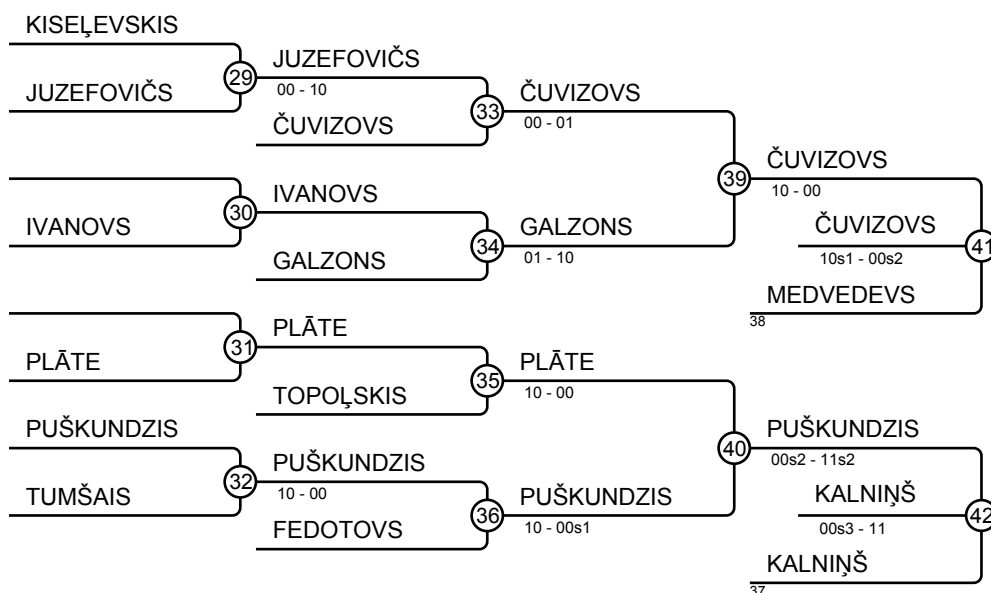 KISEĻEVSKIS
29
JUZEFOVIČS
JUZEFOVIČS
00 - 10
33
ČUVIZOVS
ČUVIZOVS
00 - 01
39
30
IVANOVS
IVANOVS
34
GALZONS
GALZONS
01 - 10
ČUVIZOVS
10 - 00
ČUVIZOVS
10s1 - 00s2
41
MEDVEDEVS
38
31
PLĀTE
PLĀTE
35
TOPOĻSKIS
PLĀTE
10 - 00
40
PUŠKUNDZIS
32
TUMŠAIS
PUŠKUNDZIS
10 - 00
36
FEDOTOVS
PUŠKUNDZIS
10 - 00s1
PUŠKUNDZIS
00s2 - 11s2
KALNIŅŠ
00s3 - 11
42
KALNIŅŠ
37